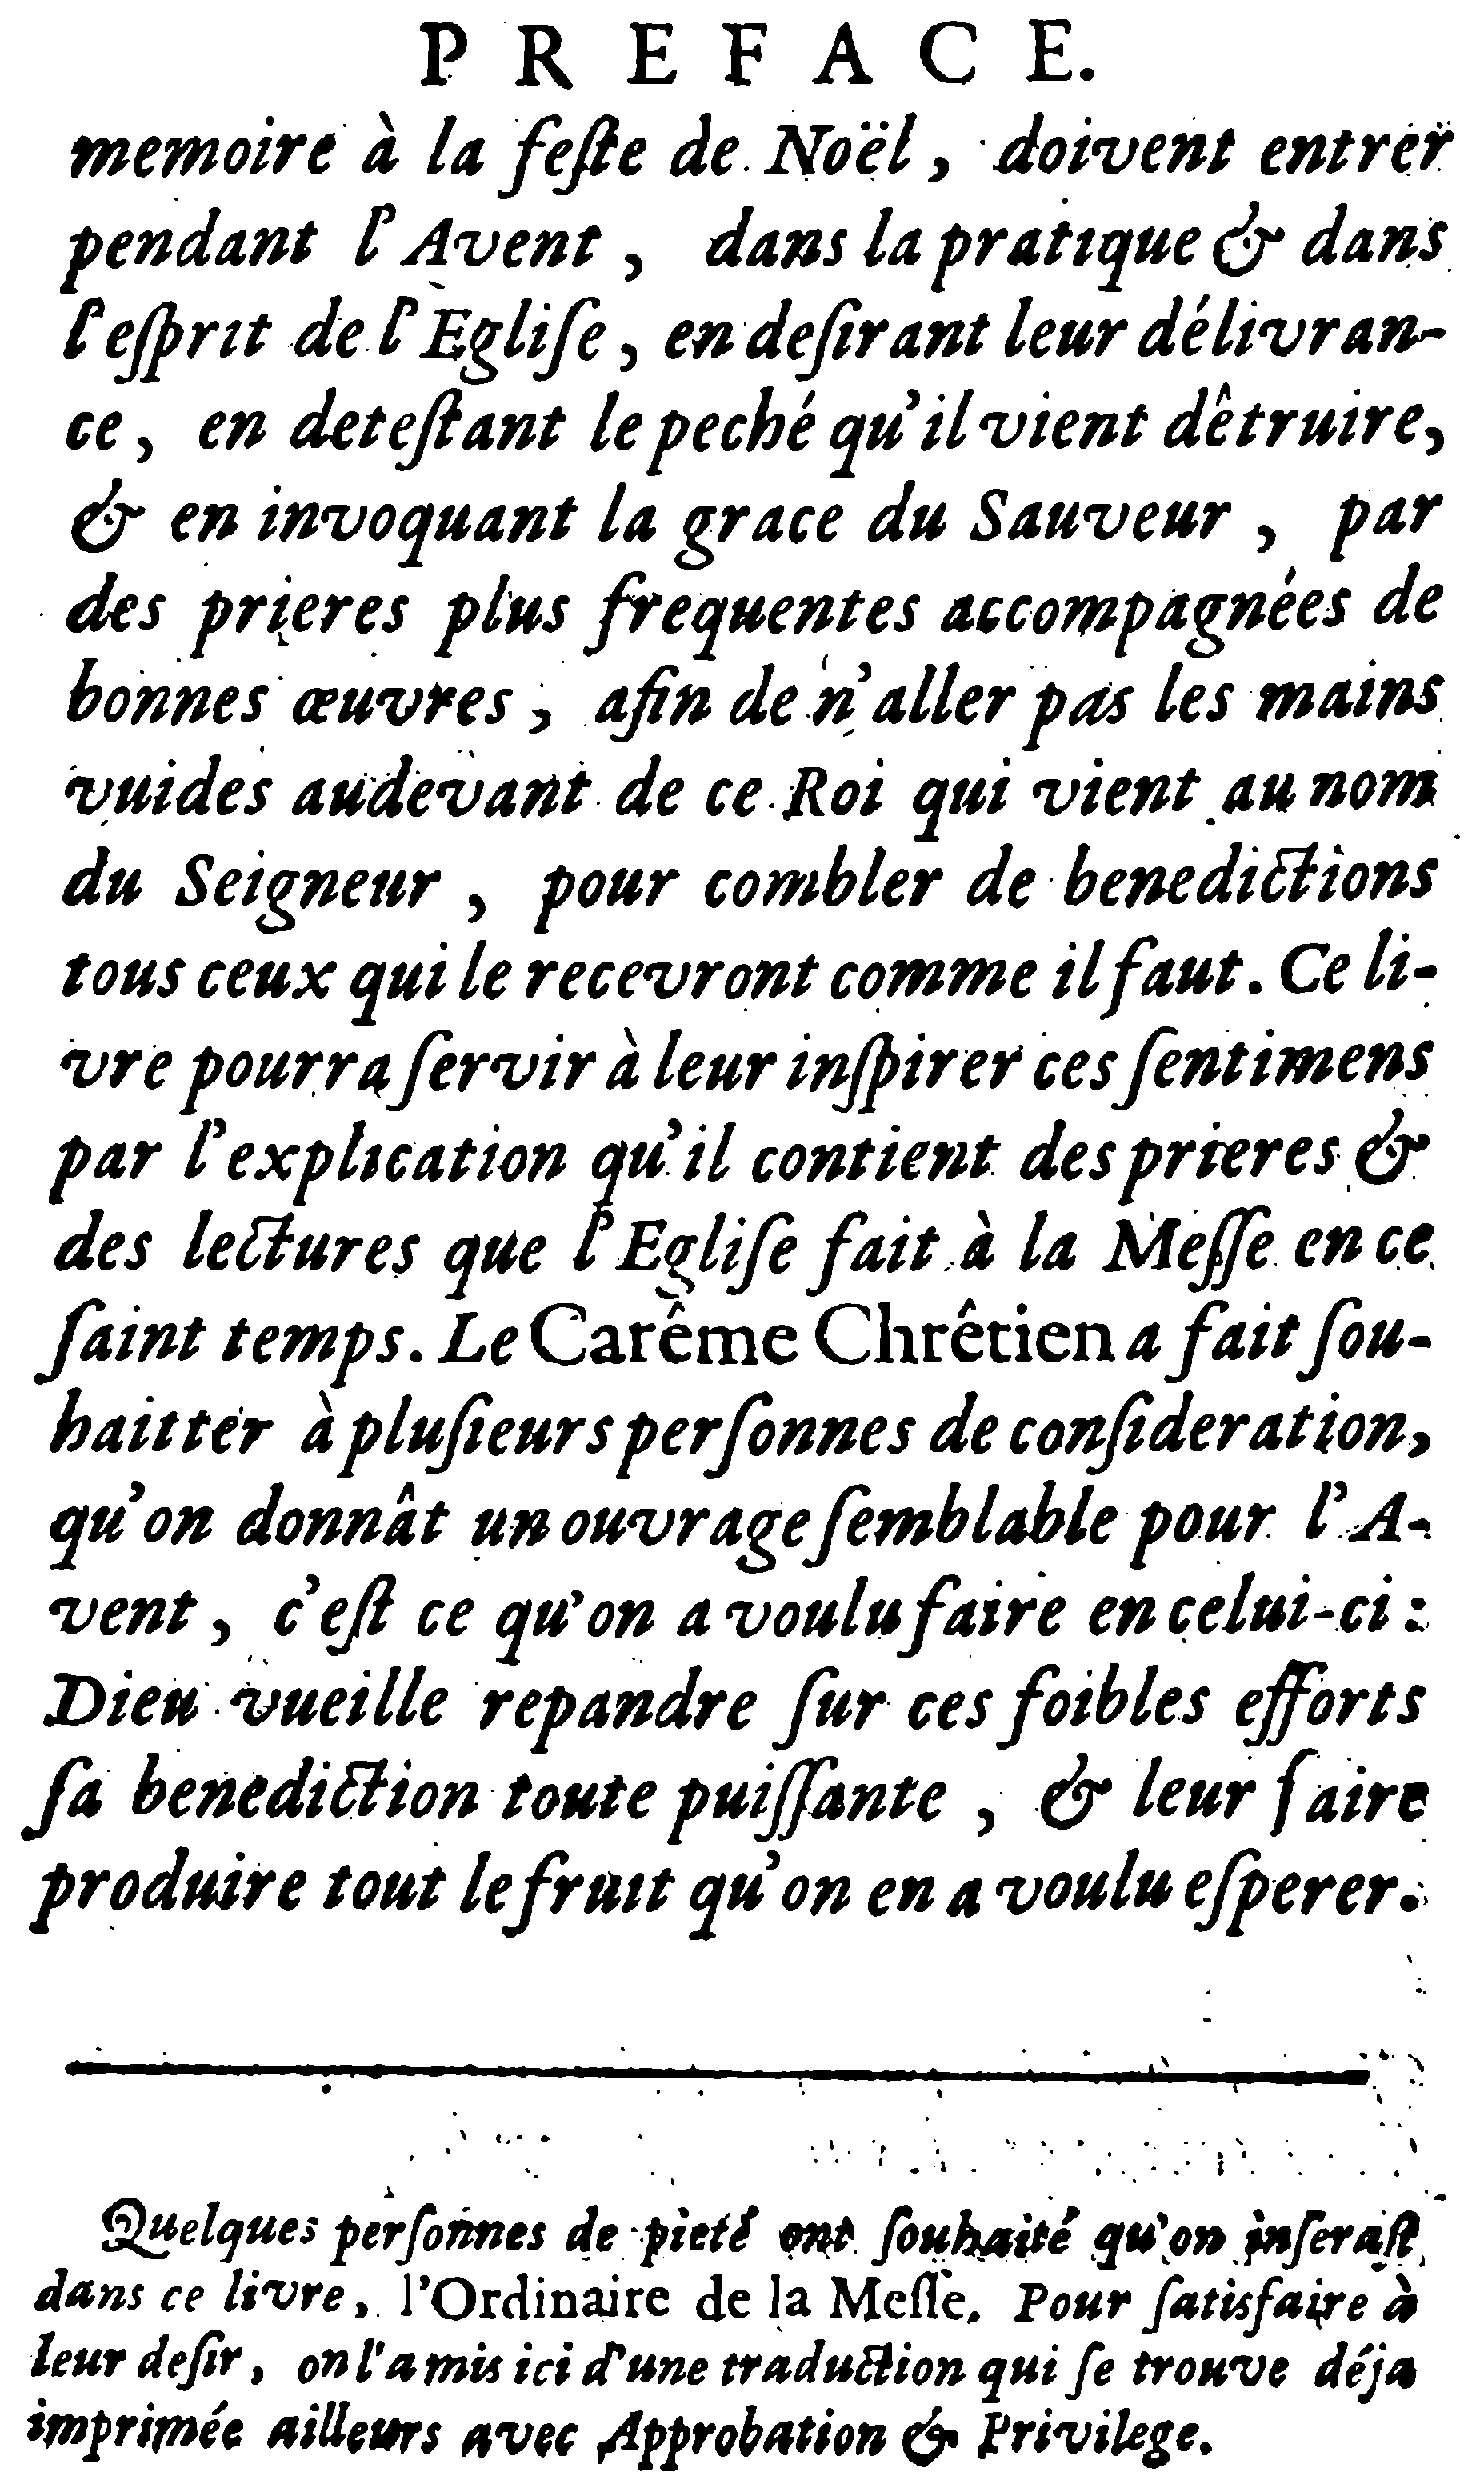 PREFACE.
memoire à la feſte de Noël, doivent entrer
pendant l'Avent, dans la pratique & dans
l'eſprit de l'Egliſe, en deſirant leur délivran-
ce, en deteſtant le peché qu'il vient dêtruire,
& en invoquant la grace du Sauveur, par
des prieres plus frequentes accompagnées de
bonnes œuvres, afin de n'aller pas les mains
vuides audevant de ce Roi qui vient au nom
du Seigneur, pour combler de benedictions
tous ceux qui le recevront comme il faut. Ce li-
vre pourra ſervir à leur inſpirer ces ſentimens
par l'explication qu'il contient des prieres &
des lectures que l'Egliſe fait à la Meſſe en ce
ſaint temps. Le Carême Chrêtien a fait ſou-
haitter à pluſieurs perſonnes de conſideration,
qu'on donnât un ouvrage ſemblable pour l'A-
vent, c'eſt ce qu'on a voulu faire en celui-ci:
Dieu vueille repandre ſur ces foibles efforts
ſa benediction toute puiſſante, & leur faire
produire tout le fruit qu'on en a voulu eſperer.
Quelques perſonnes de pieté ont ſouhaité qu'on inſeraſt
dans ce livre, l'Ordinaire de la Meſſe. Pour ſatisfaire à
leur deſir, on l'a mis ici d'une traduction qui ſe trouve déja
imprimée ailleurs avec Approbation & Privilege.